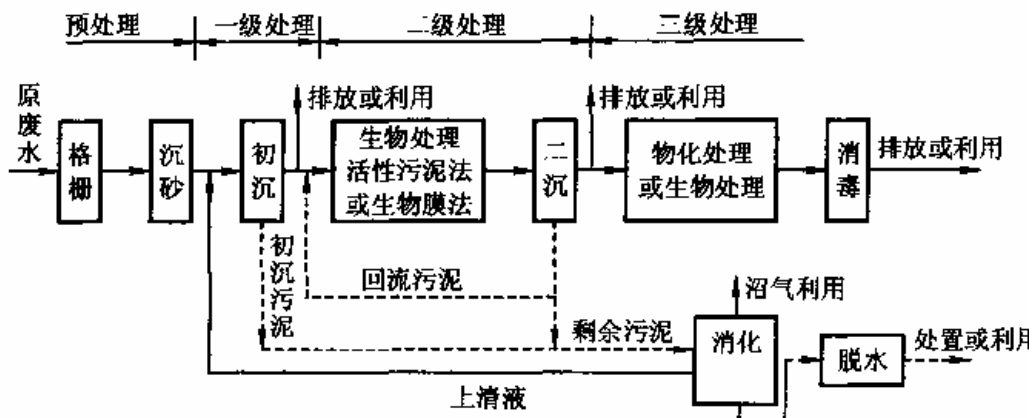 预处理
一级处理
二级处理
三级处理
原废水
排放或利用
排放或利用
格栅
沉砂
初沉
生物处理
活性污泥法
或生物膜法
二沉
物化处理
或生物处理
消毒
排放或利用
初沉污泥
回流污泥
沼气利用
剩余污泥
消化
脱水
处置或利用
上清液